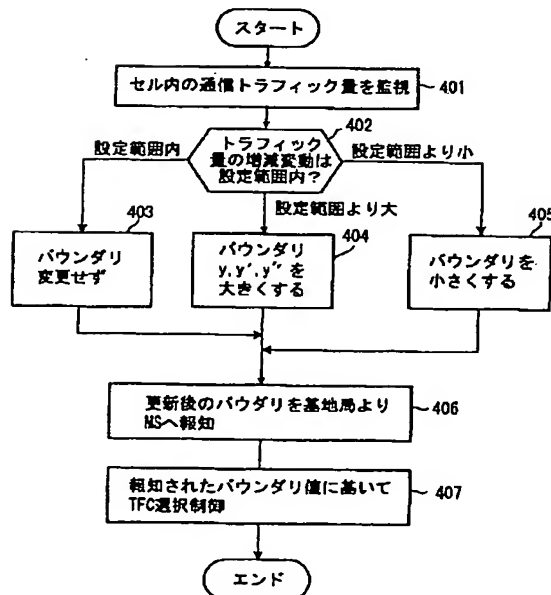 スタート
セル内の通信トラフィック量を監視
401
402
トラフィック
量の増減変動は
設定範囲内?
設定範囲内
設定範囲より小
設定範囲より大
403
バウンダリ
変更せず
404
バウンダリ
y,y',y''を
大きくする
405
バウンダリを
小さくする
更新後のバウダリを基地局より
MSへ報知
406
報知されたバウンダリ値に基いて
TFC選択制御
407
エンド